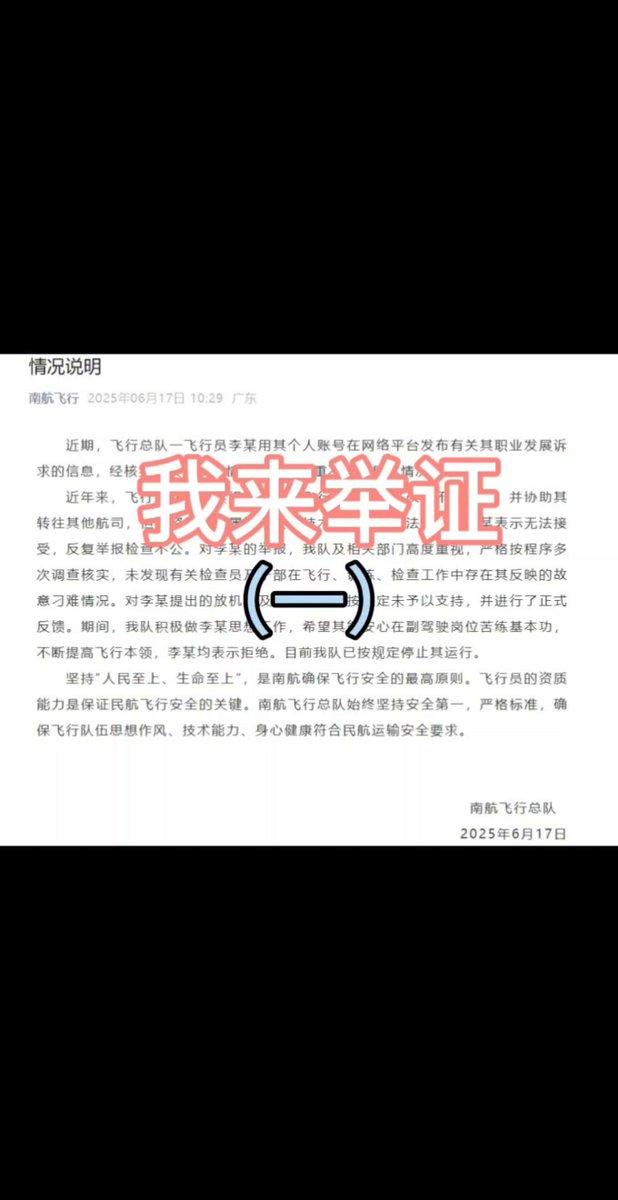 情况说明
南航飞行 2025年06月17日 10:29 广东
近期，飞行总队一飞行员李某用其个人账号在网络平台发布有关其职业发展诉
求的信息，经核
我来举证
近年来，飞行 并协助其
转往其他航司， 某表示无法接
受，反复举报检查不公。对李某的举报，我队及相关部门高度重视，严格按程序多
次调查核实，未发现有关检查员及 部在飞行、 练、检查工作中存在其反映的故
(一)
意刁难情况。对李某提出的放机 及 按 定未予以支持，并进行了正式
反馈。期间，我队积极做李某思想 作，希望其 安心在副驾驶岗位苦练基本功，
不断提高飞行本领，李某均表示拒绝。目前我队已按规定停止其运行。
坚持“人民至上、生命至上”，是南航确保飞行安全的最高原则。飞行员的资质
能力是保证民航飞行安全的关键。南航飞行总队始终坚持安全第一，严格标准，确
保飞行队伍思想作风、技术能力、身心健康符合民航运输安全要求。
南航飞行总队
2025年6月17日